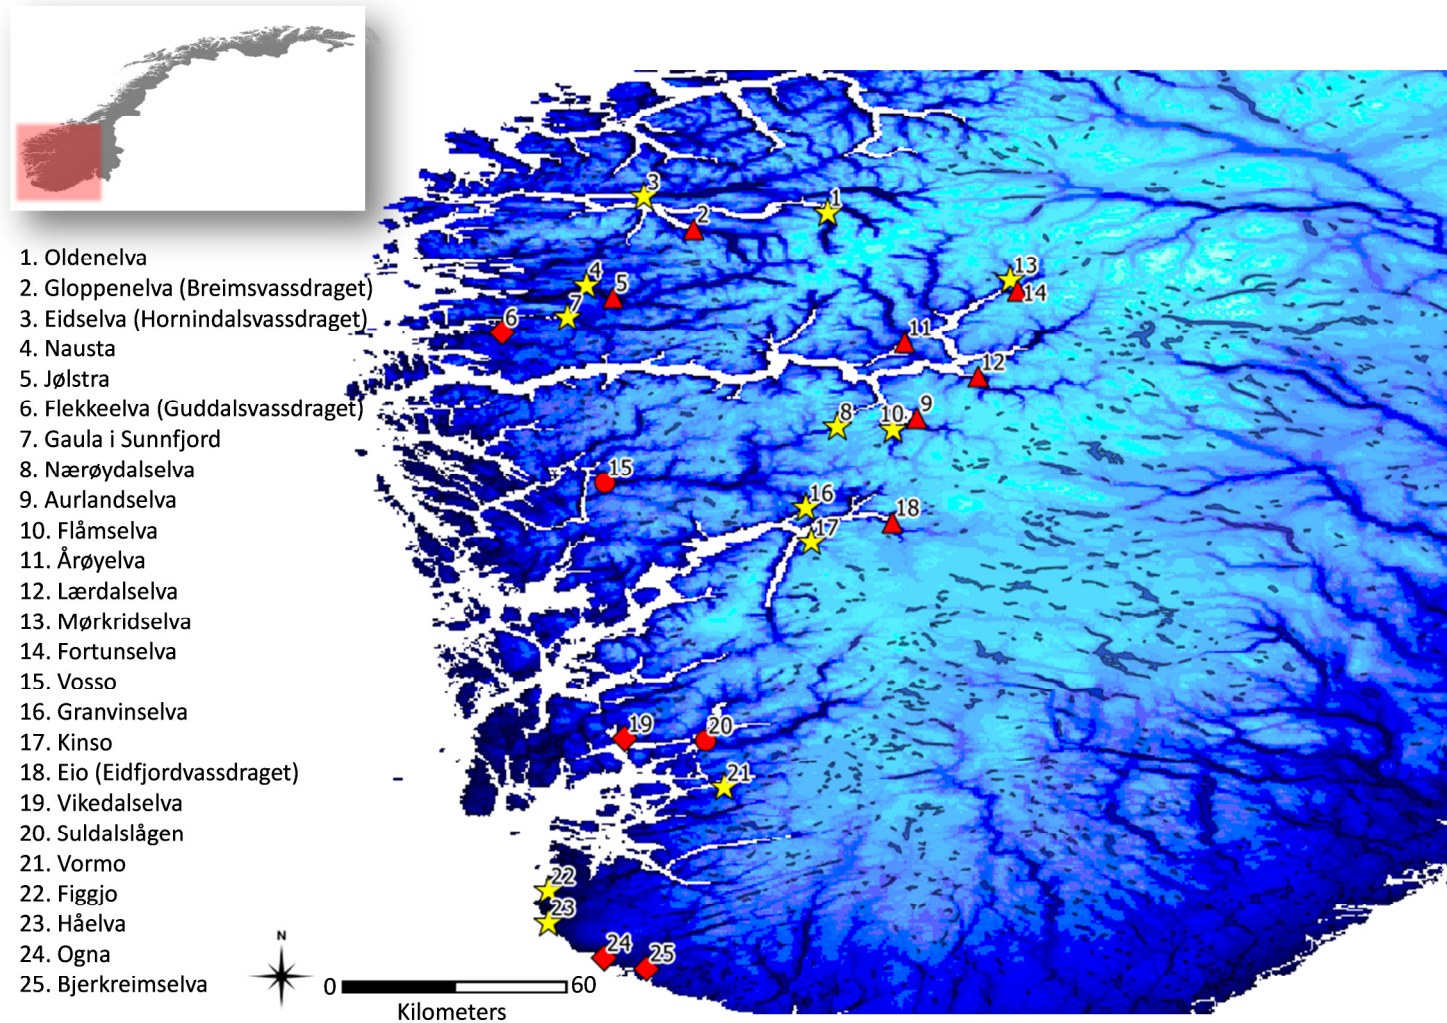 1. Oldenelva
2. Gloppenelva (Breimsvassdraget)
3. Eidselva (Hornindalsvassdraget)
4. Nausta
5. Jølstra
6. Flekkeelva (Guddalsvassdraget)
7. Gaula i Sunnfjord
8. Nærøydalselva
9. Aurlandselva
10. Flåmselva
11. Årøyelva
12. Lærdalselva
13. Mørkridselva
14. Fortunselva
15. Vosso
16. Granvinselva
17. Kinso
18. Eio (Eidfjordvassdraget)
19. Vikedalselva
20. Suldalslågen
21. Vormo
22. Figgjo
23. Håelva
24. Ogna
25. Bjerkreimselva
3
1
2
4
5
13
14
7
6
11
12
8
10
9
15
16
18
17
19
20
21
22
23
24
25
N
0 60
Kilometers